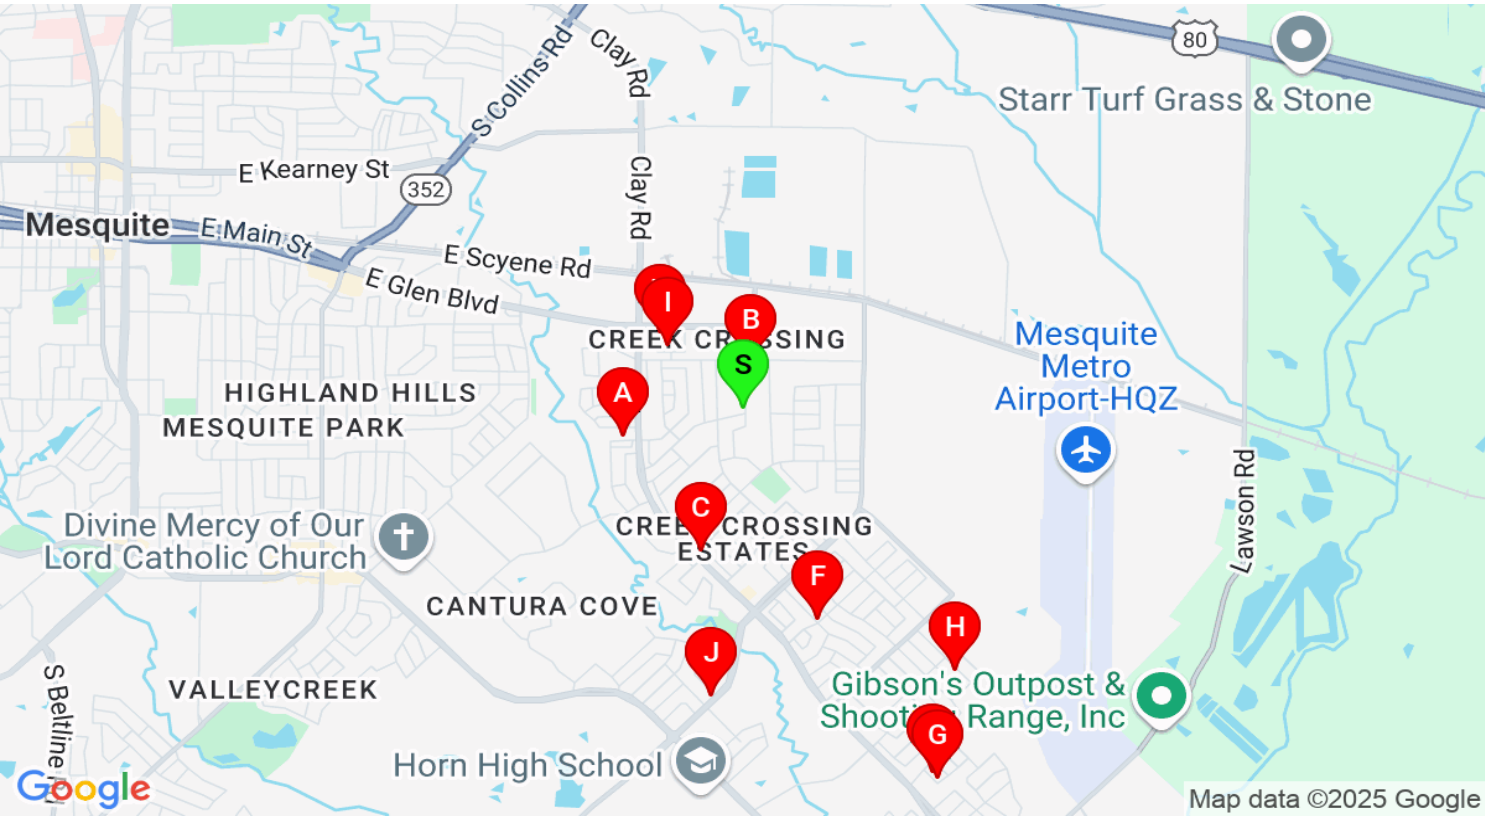 80
Starr Turf Grass & Stone
Clay Rd
S Collins Rd
E Kearney St
352
Clay Rd
Mesquite
E Main St
E Scyene Rd
E Glen Blvd
I
B
CREEK CROSSING
S
A
Mesquite
Metro
Airport-HQZ
HIGHLAND HILLS
MESQUITE PARK
Lawson Rd
C
CREEK CROSSING
ESTATES
Divine Mercy of Our
Lord Catholic Church
F
CANTURA COVE
H
J
VALLEYCREEK
S Beltline Rd
Gibson's Outpost &
Shooting Range, Inc
G
Horn High School
Google
Map data ©2025 Google